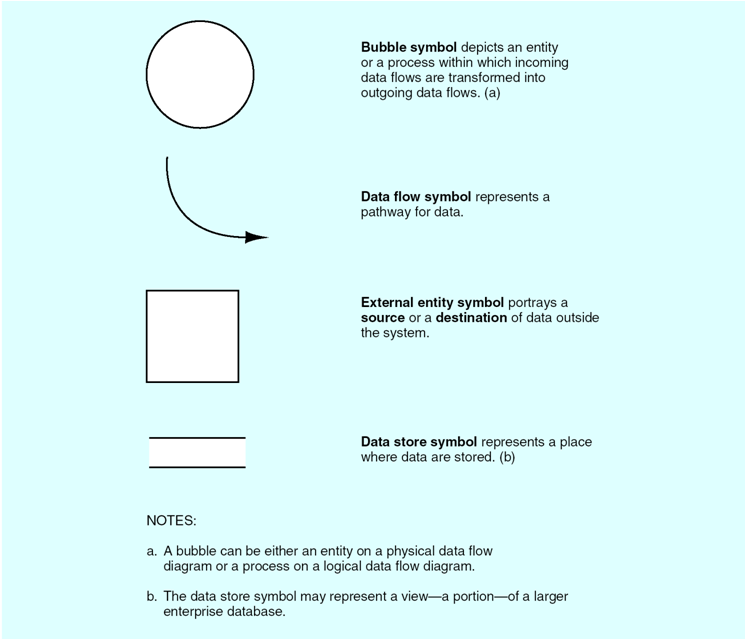 Bubble symbol depicts an entity
or a process within which incoming
data flows are transformed into
outgoing data flows. (a)
Data flow symbol represents a
pathway for data.
External entity symbol portrays a
source or a destination of data outside
the system.
Data store symbol represents a place
where data are stored. (b)
NOTES:
a. A bubble can be either an entity on a physical data flow
diagram or a process on a logical data flow diagram.
b. The data store symbol may represent a view—a portion—of a larger
enterprise database.